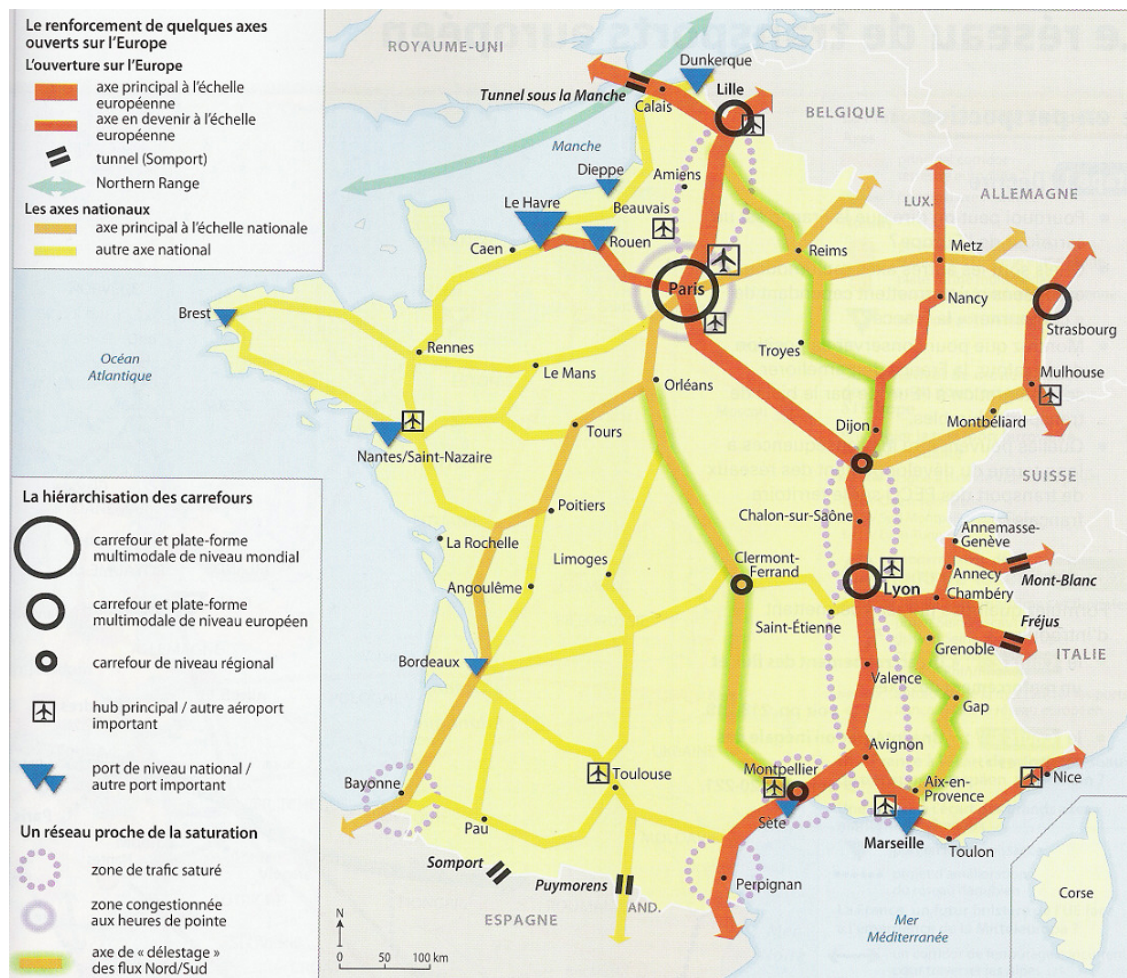 Le renforcement de quelques axes
ouverts sur l'Europe
L'ouverture sur l'Europe
axe principal à l'échelle
européenne
axe en devenir à l'échelle
européenne
tunnel (Somport)
Northern Range
Les axes nationaux
axe principal à l'échelle nationale
autre axe national
La hiérarchisation des carrefours
carrefour et plate-forme
multimodale de niveau mondial
carrefour et plate-forme
multimodale de niveau européen
carrefour de niveau régional
hub principal / autre aéroport
important
port de niveau national /
autre port important
Un réseau proche de la saturation
zone de trafic saturé
zone congestionnée
aux heures de pointe
axe de « délestage »
des flux Nord/Sud
ROYAUME-UNI
Dunkerque
Tunnel sous la Manche
Calais
Lille
BELGIQUE
Manche
Dieppe
Amiens
ALLEMAGNE
LUX.
Le Havre
Beauvais
Rouen
Caen
Reims
Metz
Paris
Nancy
Strasbourg
Brest
Océan
Atlantique
Rennes
Le Mans
Troyes
Orléans
Mulhouse
Montbéliard
Dijon
Tours
Nantes/Saint-Nazaire
SUISSE
Poitiers
Chalon-sur-Saône
La Rochelle
Annemasse-
Genève
Limoges
Clermont-
Ferrand
Annecy
Mont-Blanc
Angoulême
Lyon
Chambéry
Saint-Étienne
Fréjus
Grenoble
ITALIE
Bordeaux
Valence
Gap
Avignon
Montpellier
Toulouse
Aix-en-
Provence
Nice
Bayonne
Pau
Sète
Marseille
Toulon
Somport
Puymorens
Perpignan
Corse
ESPAGNE
AND.
Mer
Méditerranée
N
0 50 100 km